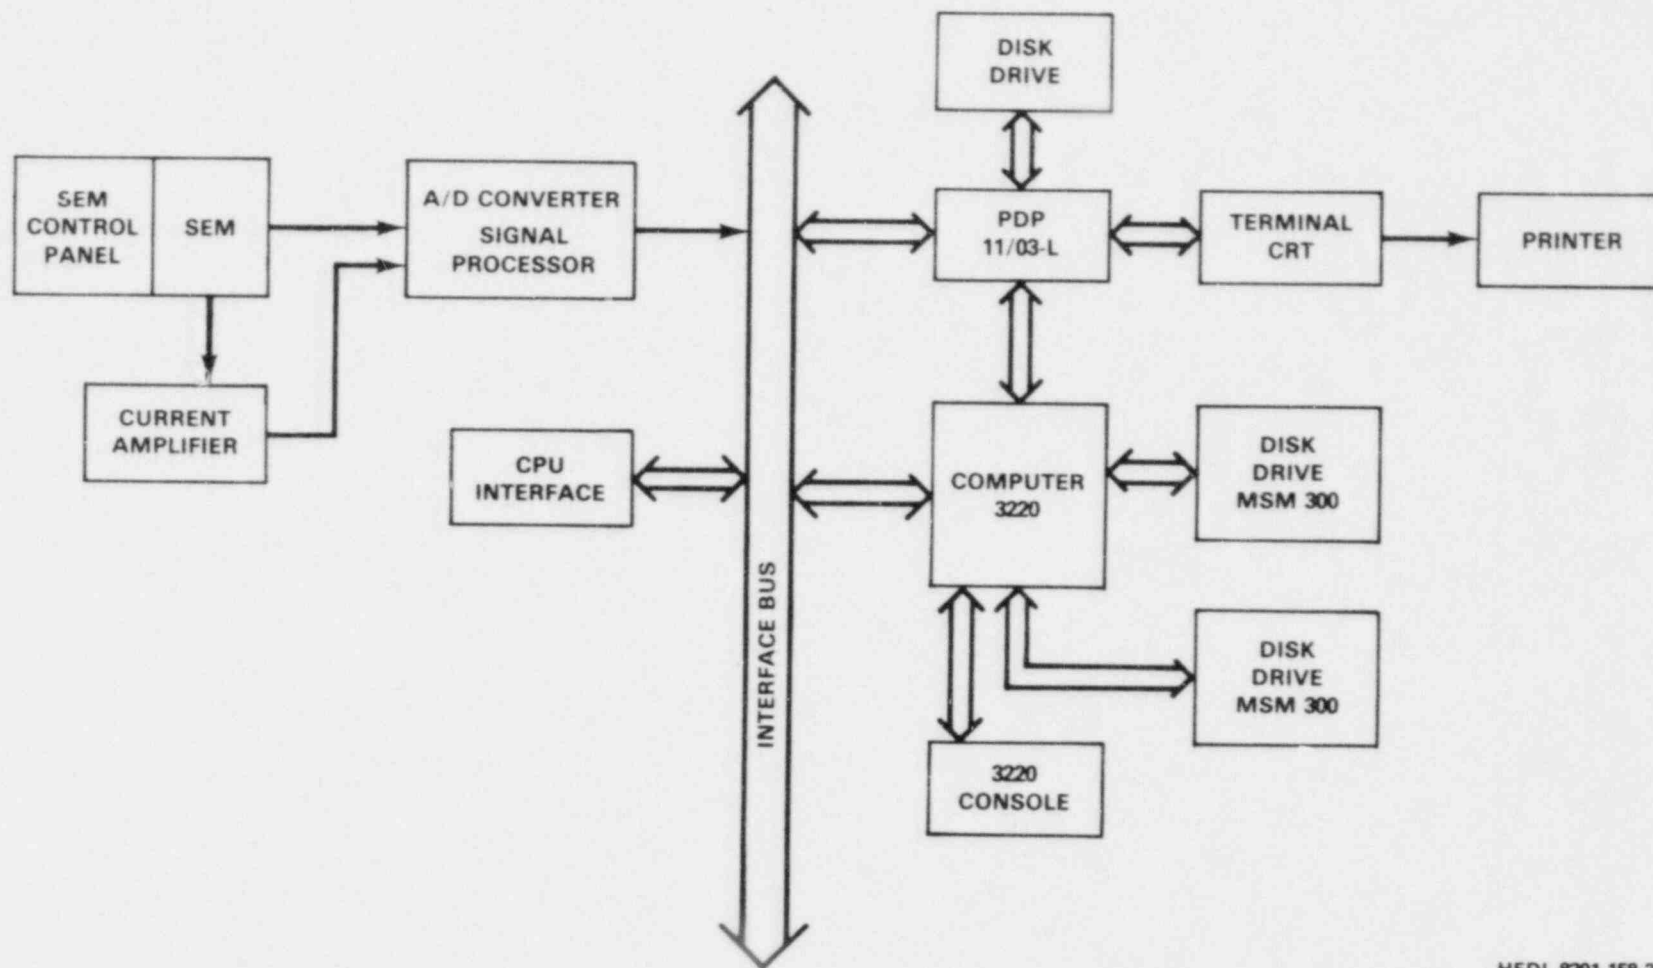 DISK
DRIVE
SEM
CONTROL
PANEL
SEM
A/D CONVERTER
SIGNAL
PROCESSOR
PDP
11/03-L
TERMINAL
CRT
PRINTER
CURRENT
AMPLIFIER
CPU
INTERFACE
COMPUTER
3220
DISK
DRIVE
MSM 300
INTERFACE BUS
DISK
DRIVE
MSM 300
3220
CONSOLE